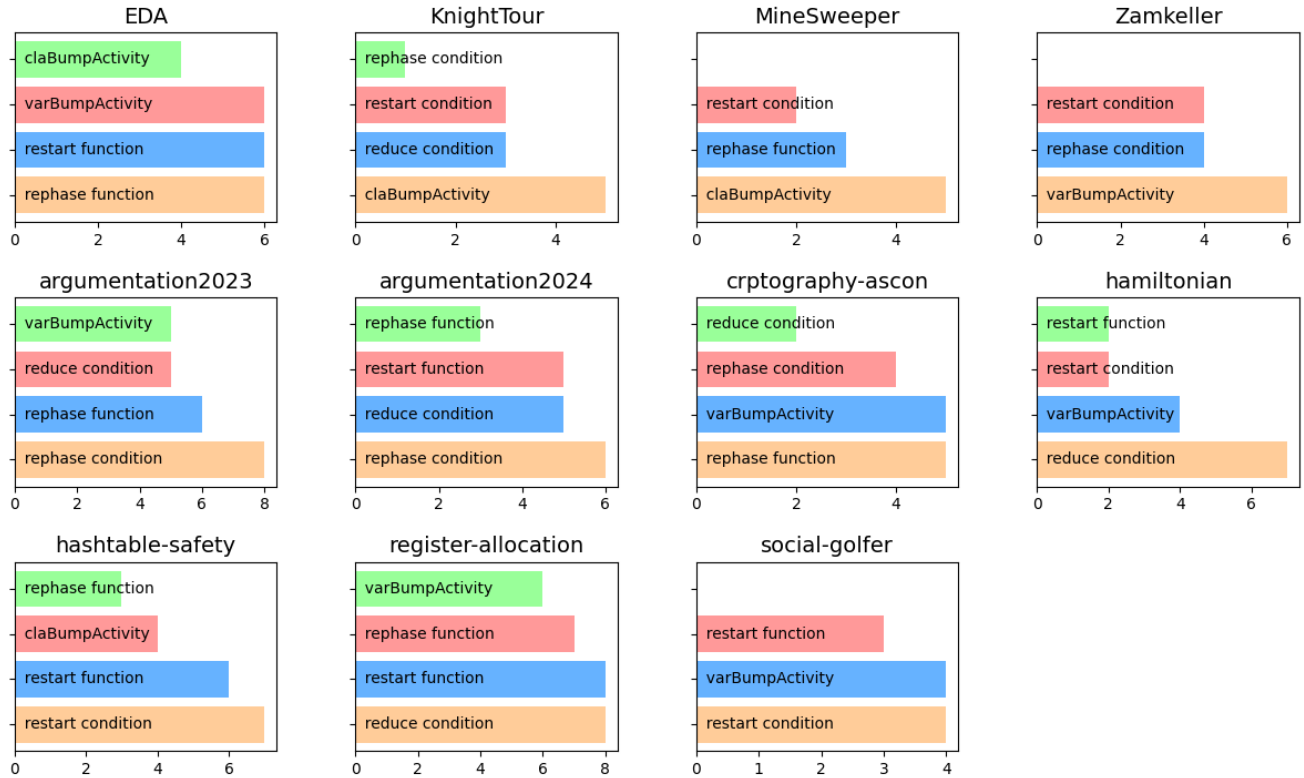 EDA
claBumpActivity
varBumpActivity
restart function
rephase function
0 2 4 6
KnightTour
rephase condition
restart condition
reduce condition
claBumpActivity
0 2 4
MineSweeper
restart condition
rephase function
claBumpActivity
0 2 4
Zamkeller
restart condition
rephase condition
varBumpActivity
0 2 4 6
argumentation2023
varBumpActivity
reduce condition
rephase function
rephase condition
0 2 4 6 8
argumentation2024
rephase function
restart function
reduce condition
rephase condition
0 2 4 6
crptography-ascon
reduce condition
rephase condition
varBumpActivity
rephase function
0 2 4
hamiltonian
restart function
restart condition
varBumpActivity
reduce condition
0 2 4 6
hashtable-safety
rephase function
claBumpActivity
restart function
restart condition
0 2 4 6
register-allocation
varBumpActivity
rephase function
restart function
reduce condition
0 2 4 6 8
social-golfer
restart function
varBumpActivity
restart condition
0 1 2 3 4